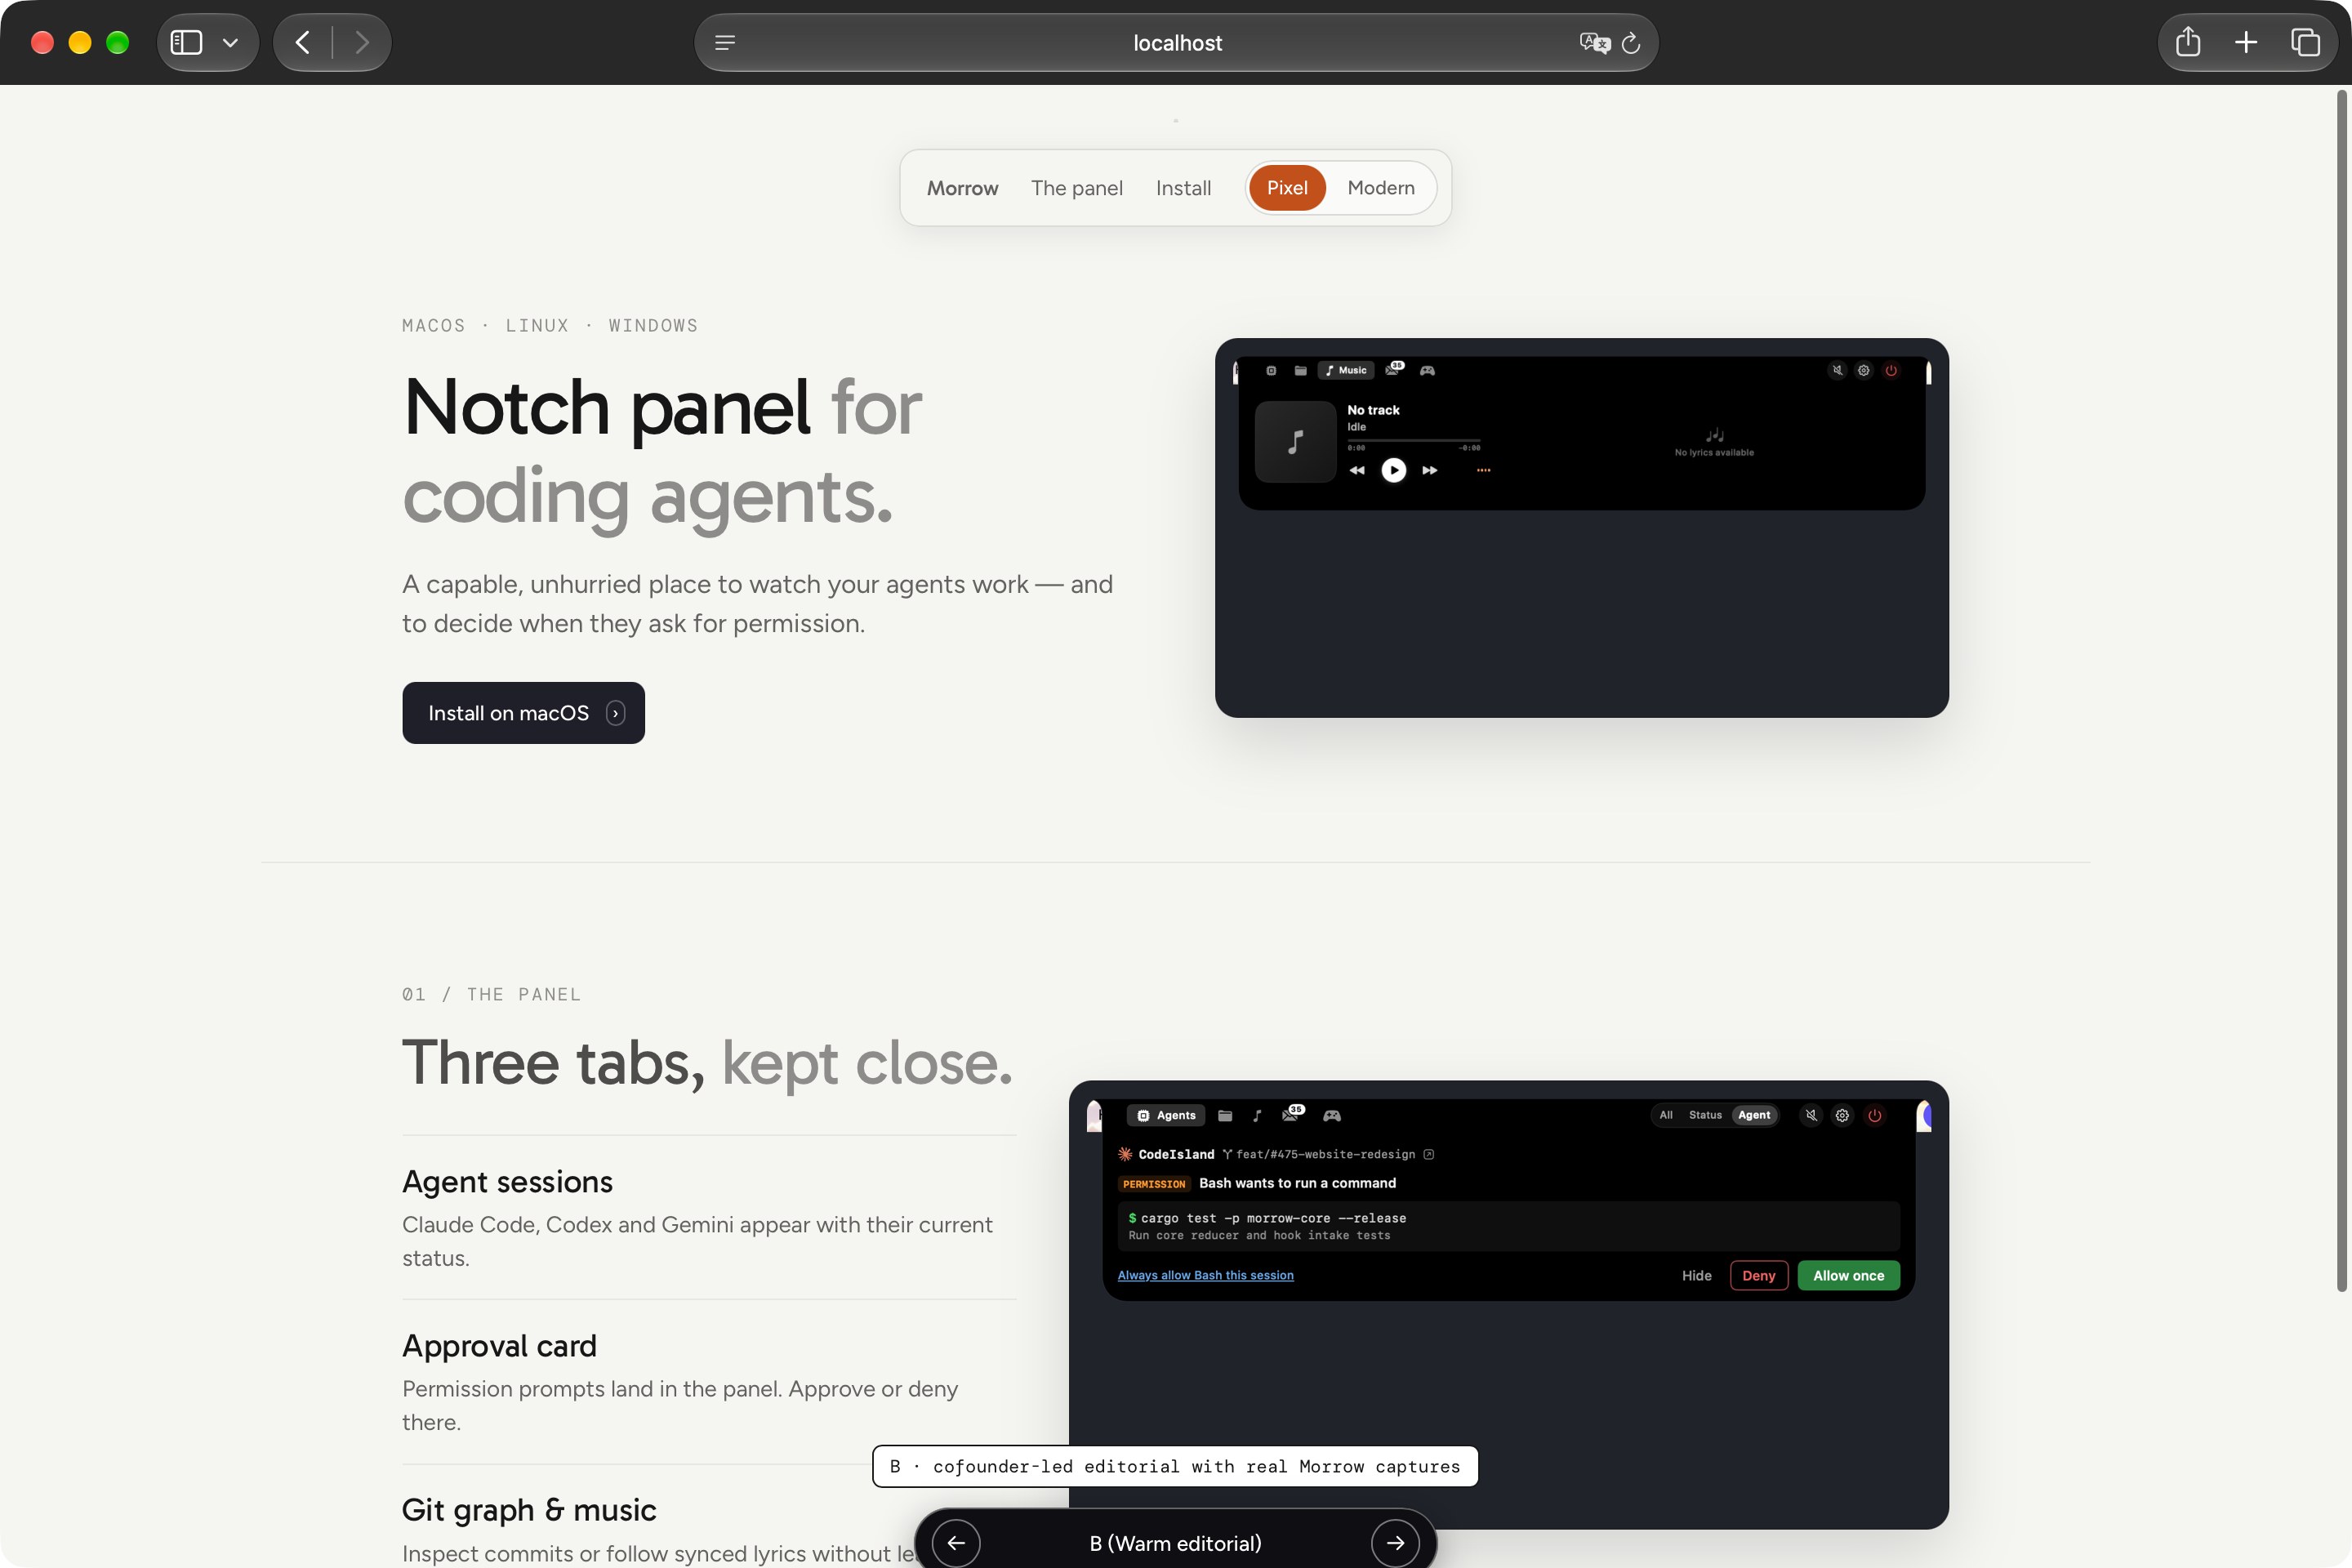 localhost
Morrow The panel Install Pixel Modern
MACOS · LINUX · WINDOWS
Notch panel for
coding agents.
A capable, unhurried place to watch your agents work — and
to decide when they ask for permission.
Install on macOS
Music 35
No track
Idle
0:00 -0:00
No lyrics available
01 / THE PANEL
Three tabs, kept close.
Agent sessions
Claude Code, Codex and Gemini appear with their current
status.
Approval card
Permission prompts land in the panel. Approve or deny
there.
Git graph & music
Inspect commits or follow synced lyrics without
Agents 35 All Status Agent
CodeIsland feat/#475-website-redesign
PERMISSION Bash wants to run a command
$ cargo test -p morrow-core --release
Run core reducer and hook intake tests
Always allow Bash this session Hide Deny Allow once
B · cofounder-led editorial with real Morrow captures
B (Warm editorial)